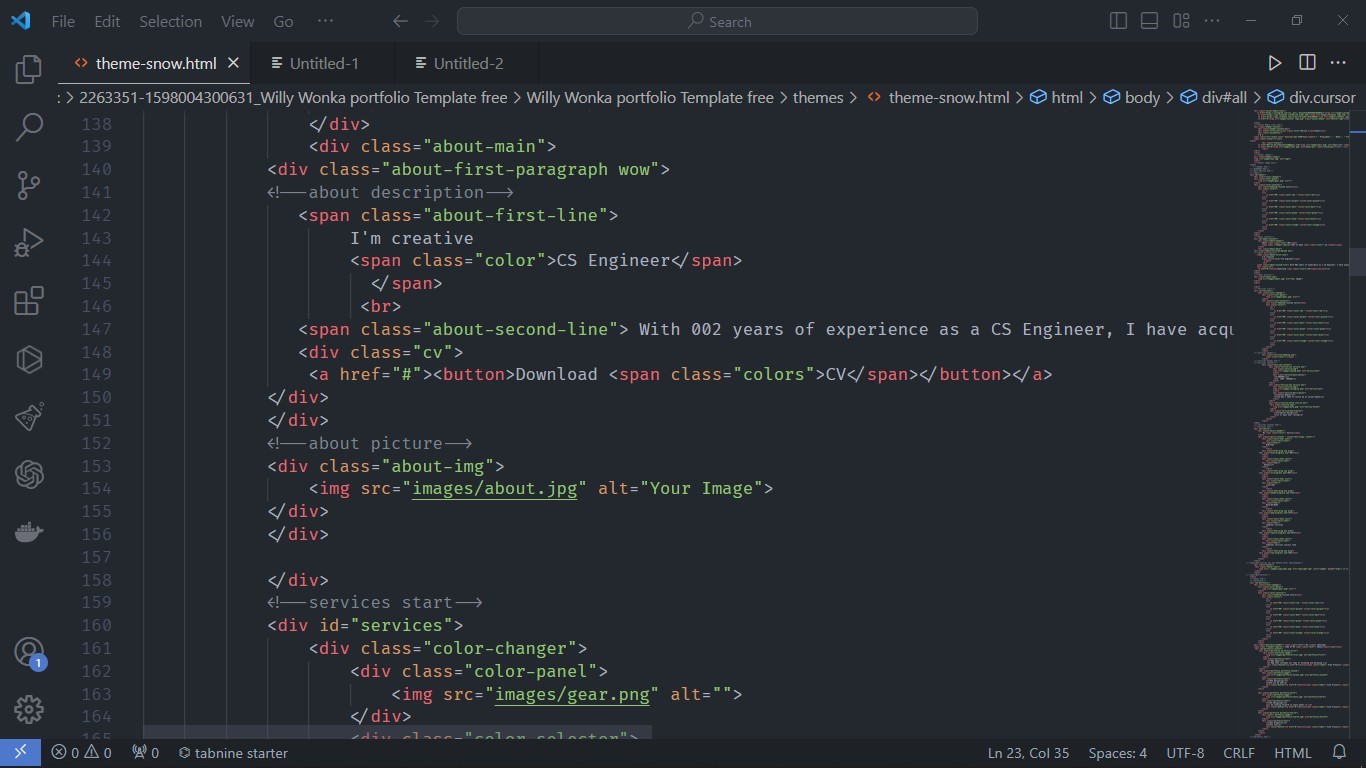 File Edit Selection View Go ··· Search
theme-snow.html Untitled-1 Untitled-2
: > 2263351-1598004300631_Willy Wonka portfolio Template free > Willy Wonka portfolio Template free > themes > theme-snow.html > html > body > div#all > div.cursor
138 </div>
139 <div class="about-main">
140 <div class="about-first-paragraph wow">
141 <!--about description-->
142 <span class="about-first-line">
143 I'm creative
144 <span class="color">CS Engineer</span>
145 </span>
146 <br>
147 <span class="about-second-line"> With 002 years of experience as a CS Engineer, I have acqu
148 <div class="cv">
149 <a href="#"><button>Download <span class="colors">CV</span></button></a>
150 </div>
151 </div>
152 <!--about picture-->
153 <div class="about-img">
154 <img src="images/about.jpg" alt="Your Image">
155 </div>
156 </div>
157
158 </div>
159 <!--services start-->
160 <div id="services">
161 <div class="color-changer">
162 <div class="color-panel">
163 <img src="images/gear.png" alt="">
164 </div>
165 <div class="color-selector">
1
0 0 0 tabnine starter Ln 23, Col 35 Spaces: 4 UTF-8 CRLF HTML